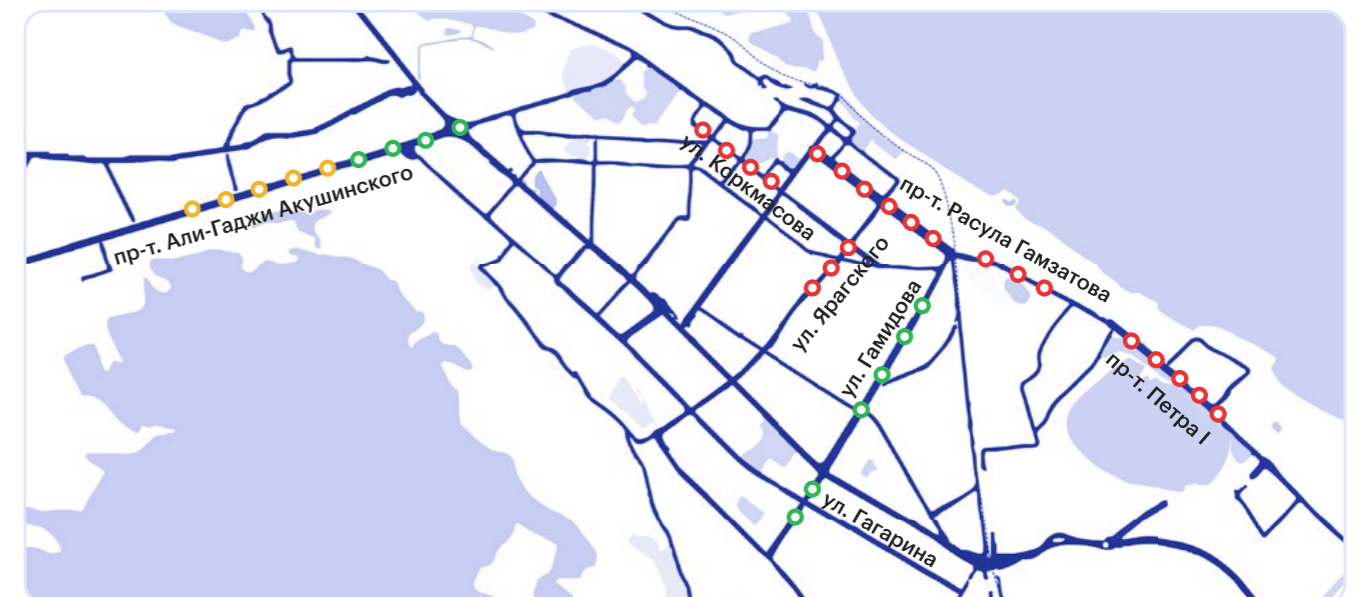 ул. Коркмасова
пр-т. Али-Гаджи Акушинского
пр-т. Расула Гамзатова
ул. Ярагского
ул. Гамидова
пр-т. Петра I
ул. Гагарина